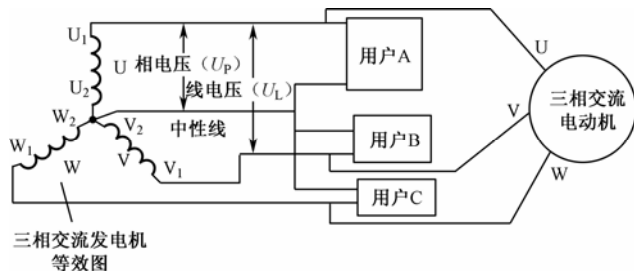 U₁
U
相电压（U_P）
用户A
U
U₂
线电压（U_L）
W₂
V₂
中性线
V
三相交流
电动机
W₁
V
用户B
W
V₁
W
用户C
三相交流发电机
等效图